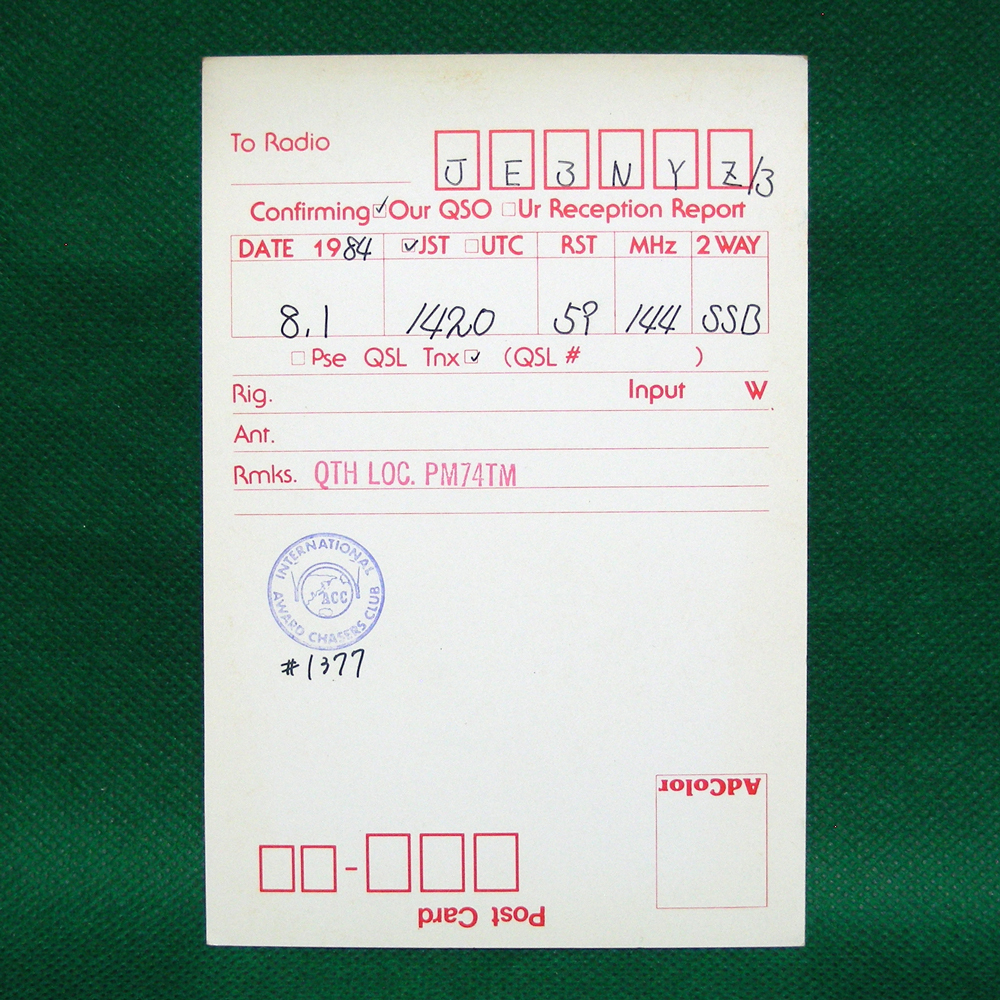 To Radio
J E 3 N Y Z/3
Confirming ☑Our QSO ☐Ur Reception Report
DATE 1984 ☑JST ☐UTC RST MHz 2 WAY
8.1 1420 59 144 SSB
☐ Pse QSL Tnx ☑ (QSL # )
Rig. Input W
Ant.
Rmks. QTH LOC. PM74TM
INTERNATIONAL
ACC
AWARD CHASERS CLUB
#1377
AdColor
-
Post Card